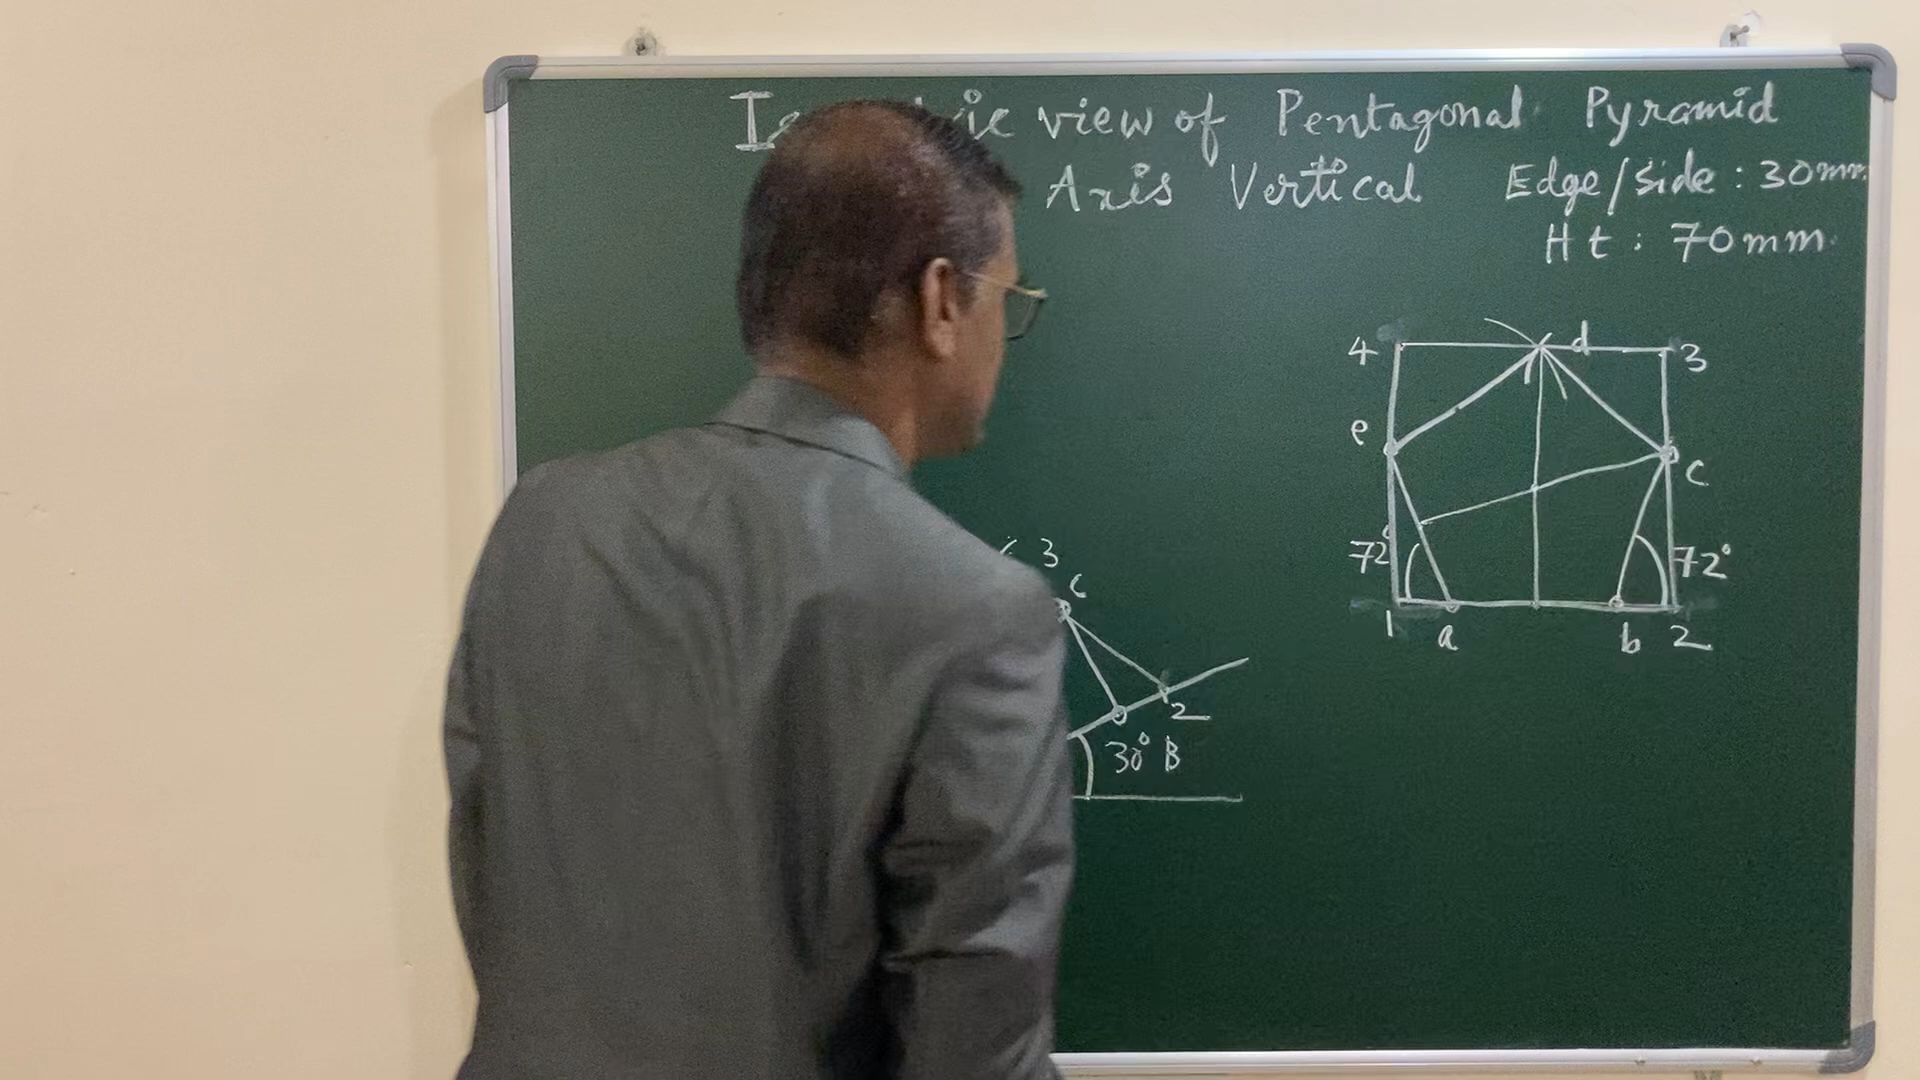 view of Pentagonal Pyramid
Axis Vertical Edge/side : 30mm
Ht : 70mm
4 d 3
e c
72° 72°
1 a b 2
3
c
2
30° B